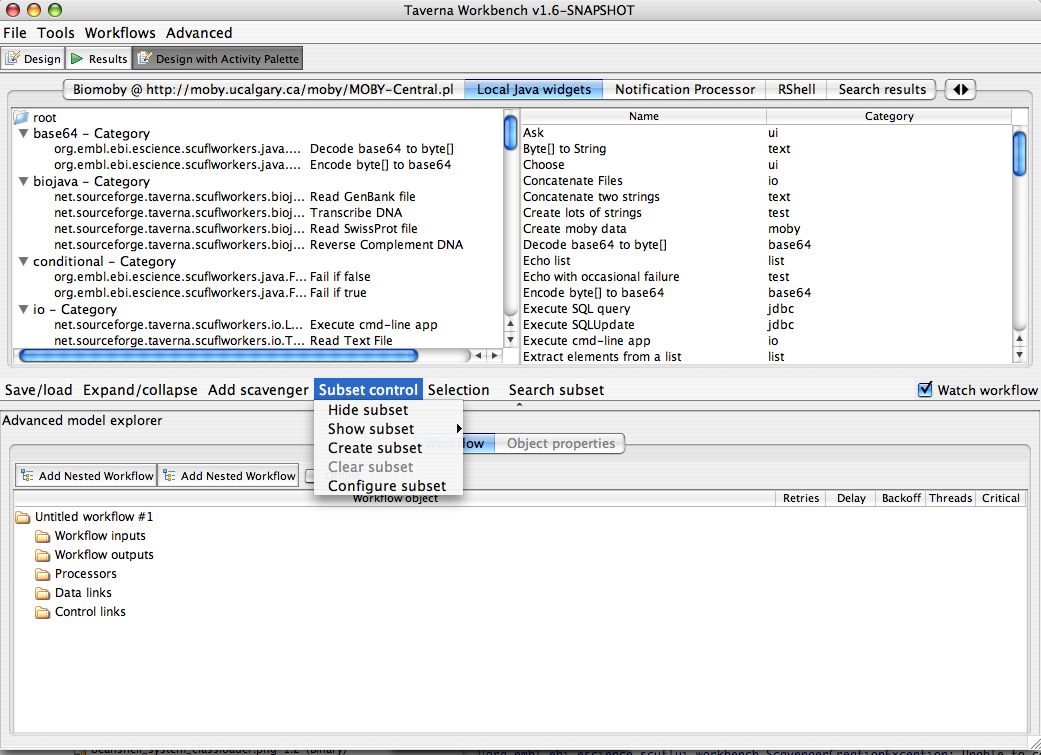 Taverna Workbench v1.6-SNAPSHOT
File Tools Workflows Advanced
Design Results Design with Activity Palette
Biomoby @ http://moby.ucalgary.ca/moby/MOBY-Central.pl Local Java widgets Notification Processor RShell Search results
root
base64 - Category
org.embl.ebi.escience.scuflworkers.java.... Decode base64 to byte[]
org.embl.ebi.escience.scuflworkers.java.... Encode byte[] to base64
biojava - Category
net.sourceforge.taverna.scuflworkers.bioj... Read GenBank file
net.sourceforge.taverna.scuflworkers.bioj... Transcribe DNA
net.sourceforge.taverna.scuflworkers.bioj... Read SwissProt file
net.sourceforge.taverna.scuflworkers.bioj... Reverse Complement DNA
conditional - Category
org.embl.ebi.escience.scuflworkers.java.F... Fail if false
org.embl.ebi.escience.scuflworkers.java.F... Fail if true
io - Category
net.sourceforge.taverna.scuflworkers.io.L... Execute cmd-line app
net.sourceforge.taverna.scuflworkers.io.T... Read Text File
Name Category
Ask ui
Byte[] to String text
Choose ui
Concatenate Files io
Concatenate two strings text
Create lots of strings test
Create moby data moby
Decode base64 to byte[] base64
Echo list list
Echo with occasional failure test
Encode byte[] to base64 base64
Execute SQL query jdbc
Execute SQLUpdate jdbc
Execute cmd-line app io
Extract elements from a list list
Save/load Expand/collapse Add scavenger Subset control Selection Search subset Watch workflow
Hide subset
Show subset
Create subset
Clear subset
Configure subset
Advanced model explorer
Object properties
Add Nested Workflow Add Nested Workflow
Workflow object Retries Delay Backoff Threads Critical
Untitled workflow #1
Workflow inputs
Workflow outputs
Processors
Data links
Control links